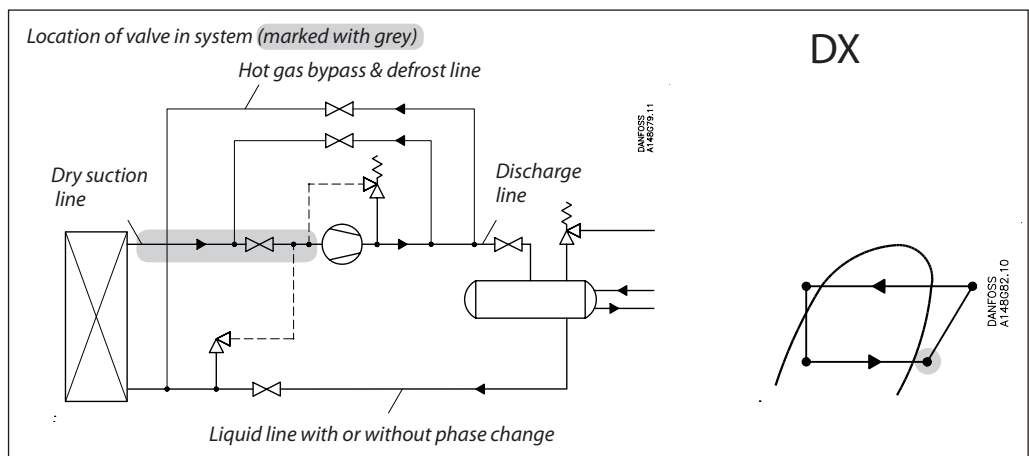 Location of valve in system (marked with grey)
DX
Hot gas bypass & defrost line
DANFOSS
A148G79.11
Dry suction
line
Discharge
line
DANFOSS
A148G82.10
Liquid line with or without phase change